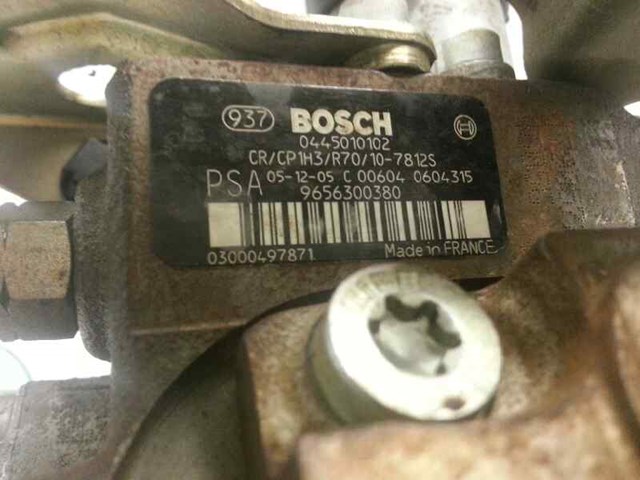 937 BOSCH
0445010102
CR/CP1H3/R70/10-7812S
PSA 05-12-05 C 00604 0604315
9656300380
03000497871 Made in FRANCE